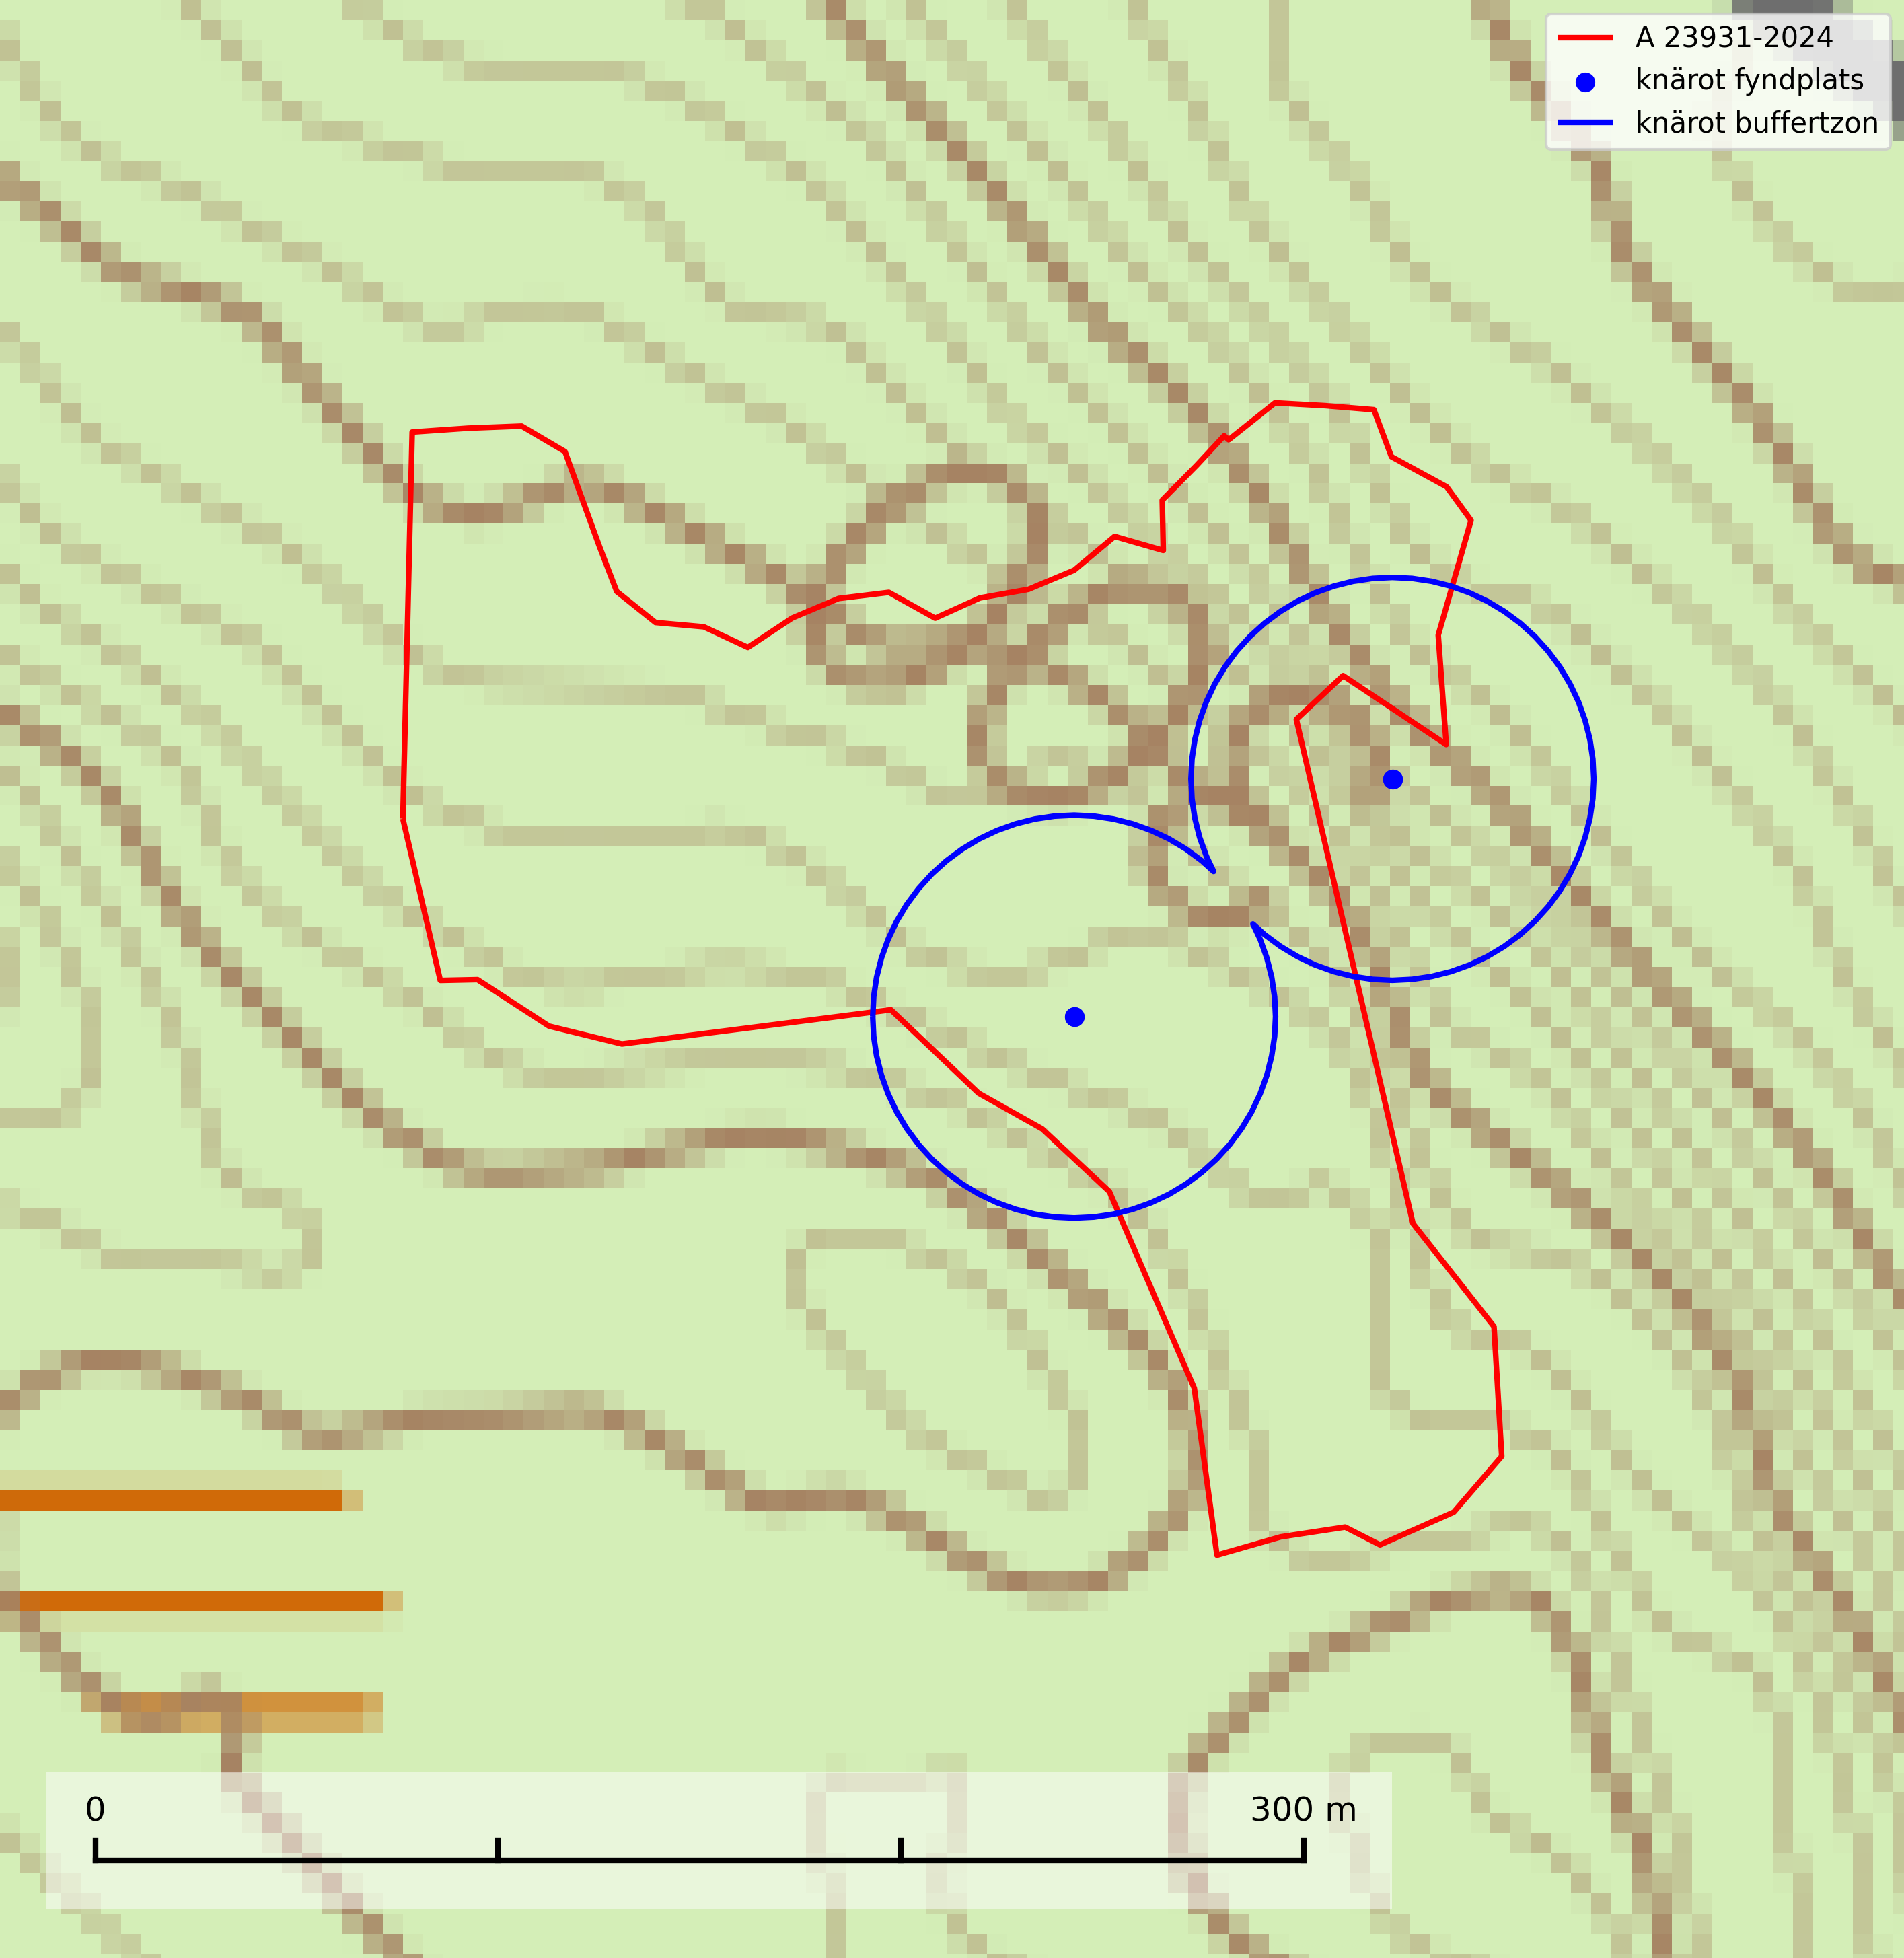 A 23931-2024
knärot fyndplats
knärot buffertzon
0
300 m